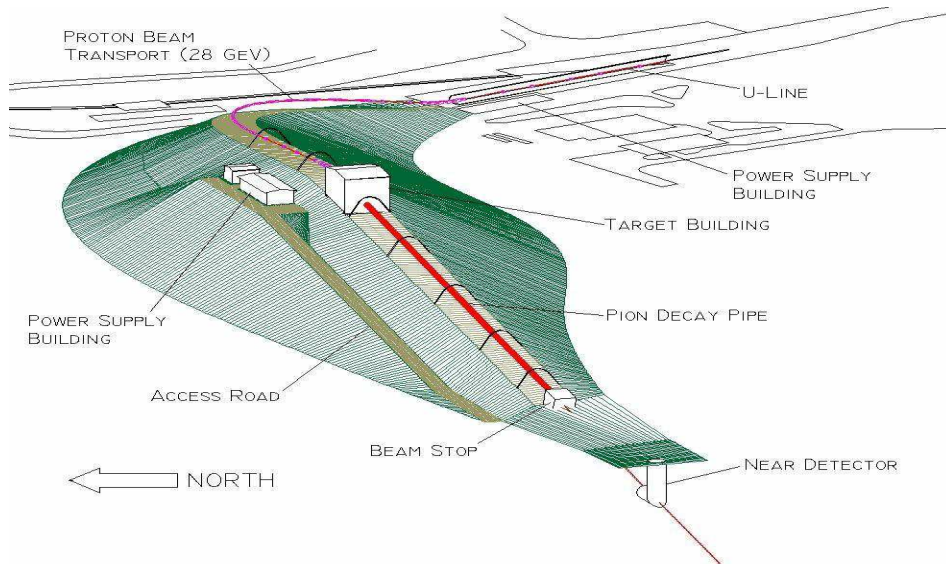 Proton Beam
Transport (28 GeV)
U-Line
Power Supply
Building
Target Building
Pion Decay Pipe
Power Supply
Building
Access Road
Beam Stop
Near Detector
NORTH